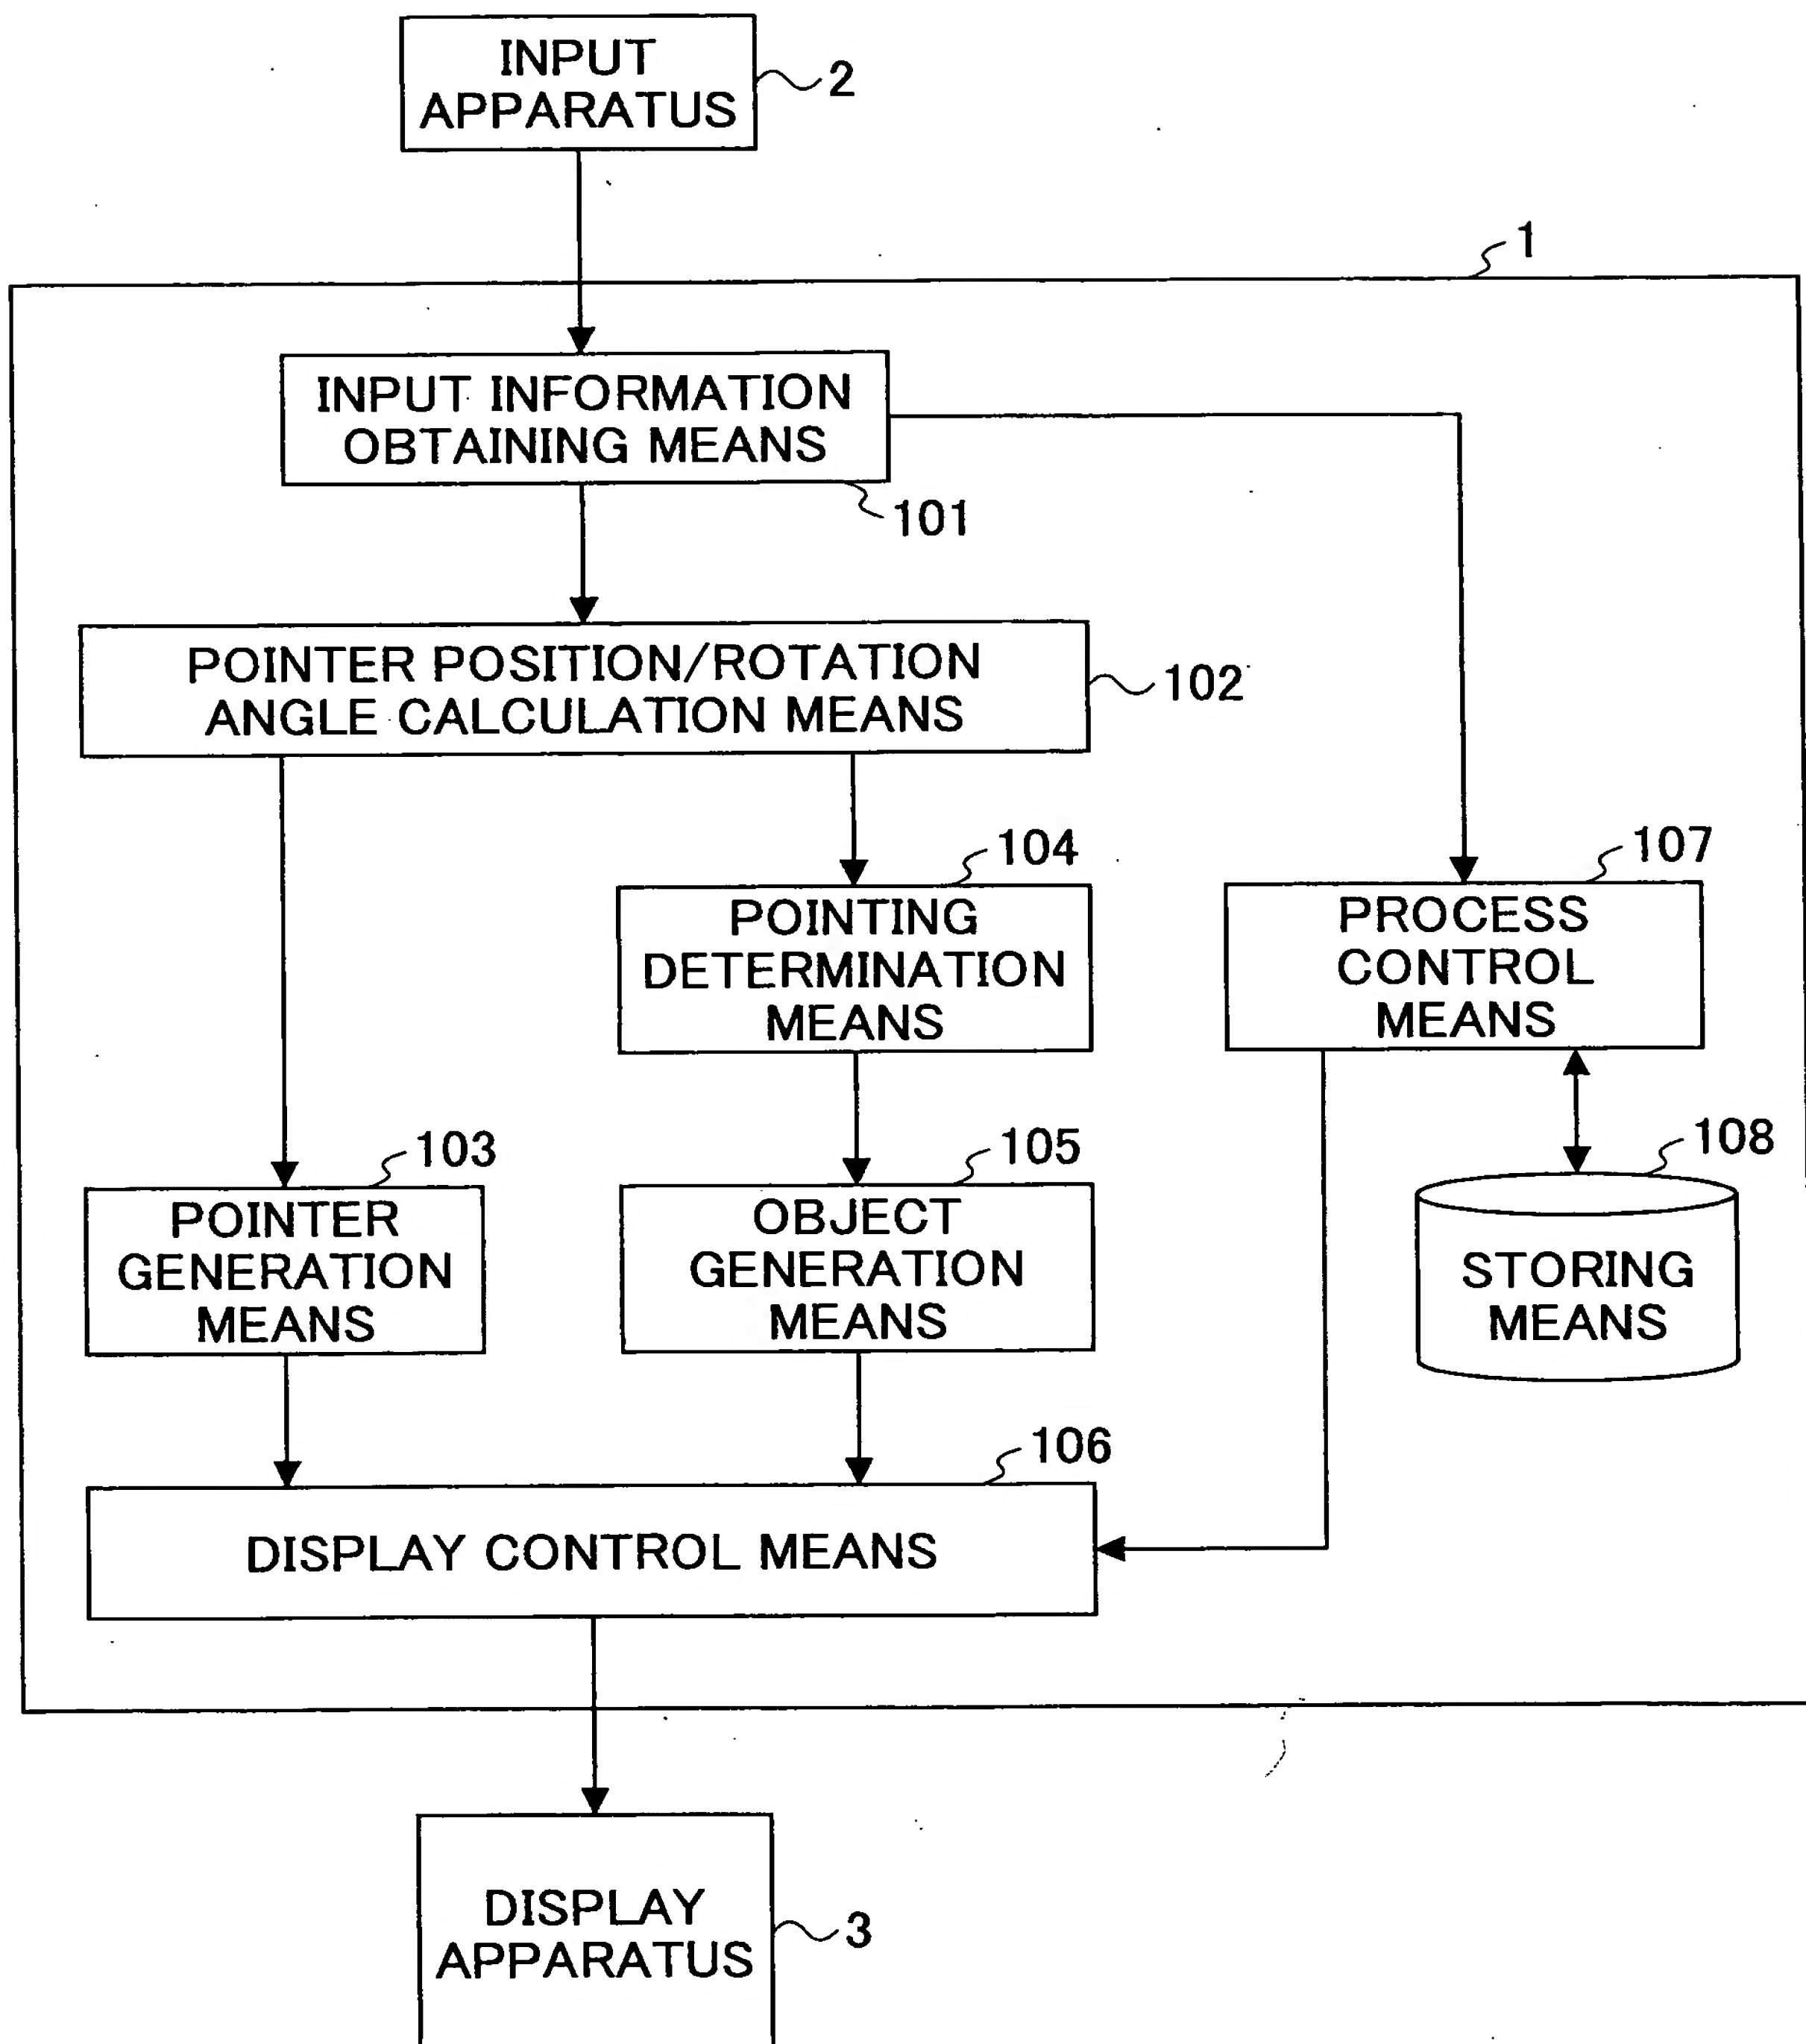 INPUT
APPARATUS
2
1
INPUT INFORMATION
OBTAINING MEANS
101
POINTER POSITION/ROTATION
ANGLE CALCULATION MEANS
102
104
POINTING
DETERMINATION
MEANS
107
PROCESS
CONTROL
MEANS
103
POINTER
GENERATION
MEANS
105
OBJECT
GENERATION
MEANS
108
STORING
MEANS
106
DISPLAY CONTROL MEANS
DISPLAY
APPARATUS
3